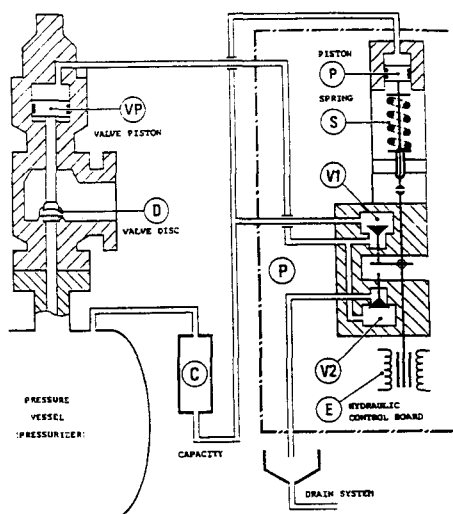 PISTON
P
SPRING
S
VP
VALVE PISTON
V1
D
VALVE DISC
P
C
V2
E
HYDRAULIC
CONTROL BOARD
PRESSURE
VESSEL
(PRESSURIZER)
CAPACITY
DRAIN SYSTEM